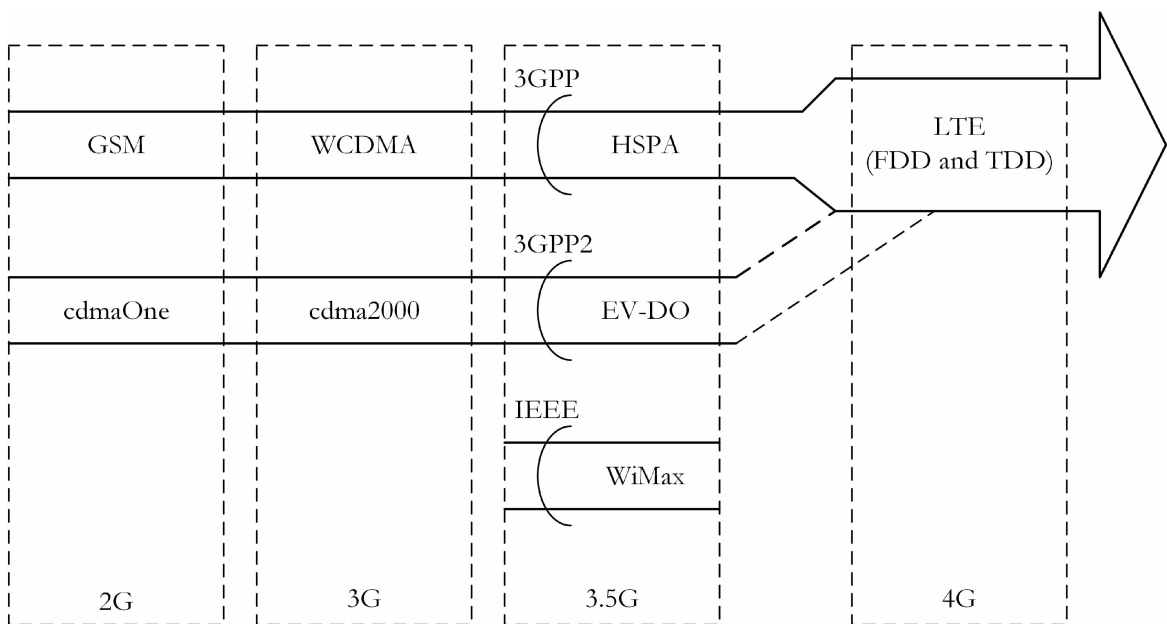 3GPP
GSM
WCDMA
HSPA
LTE
(FDD and TDD)
3GPP2
cdmaOne
cdma2000
EV-DO
IEEE
WiMax
2G
3G
3.5G
4G